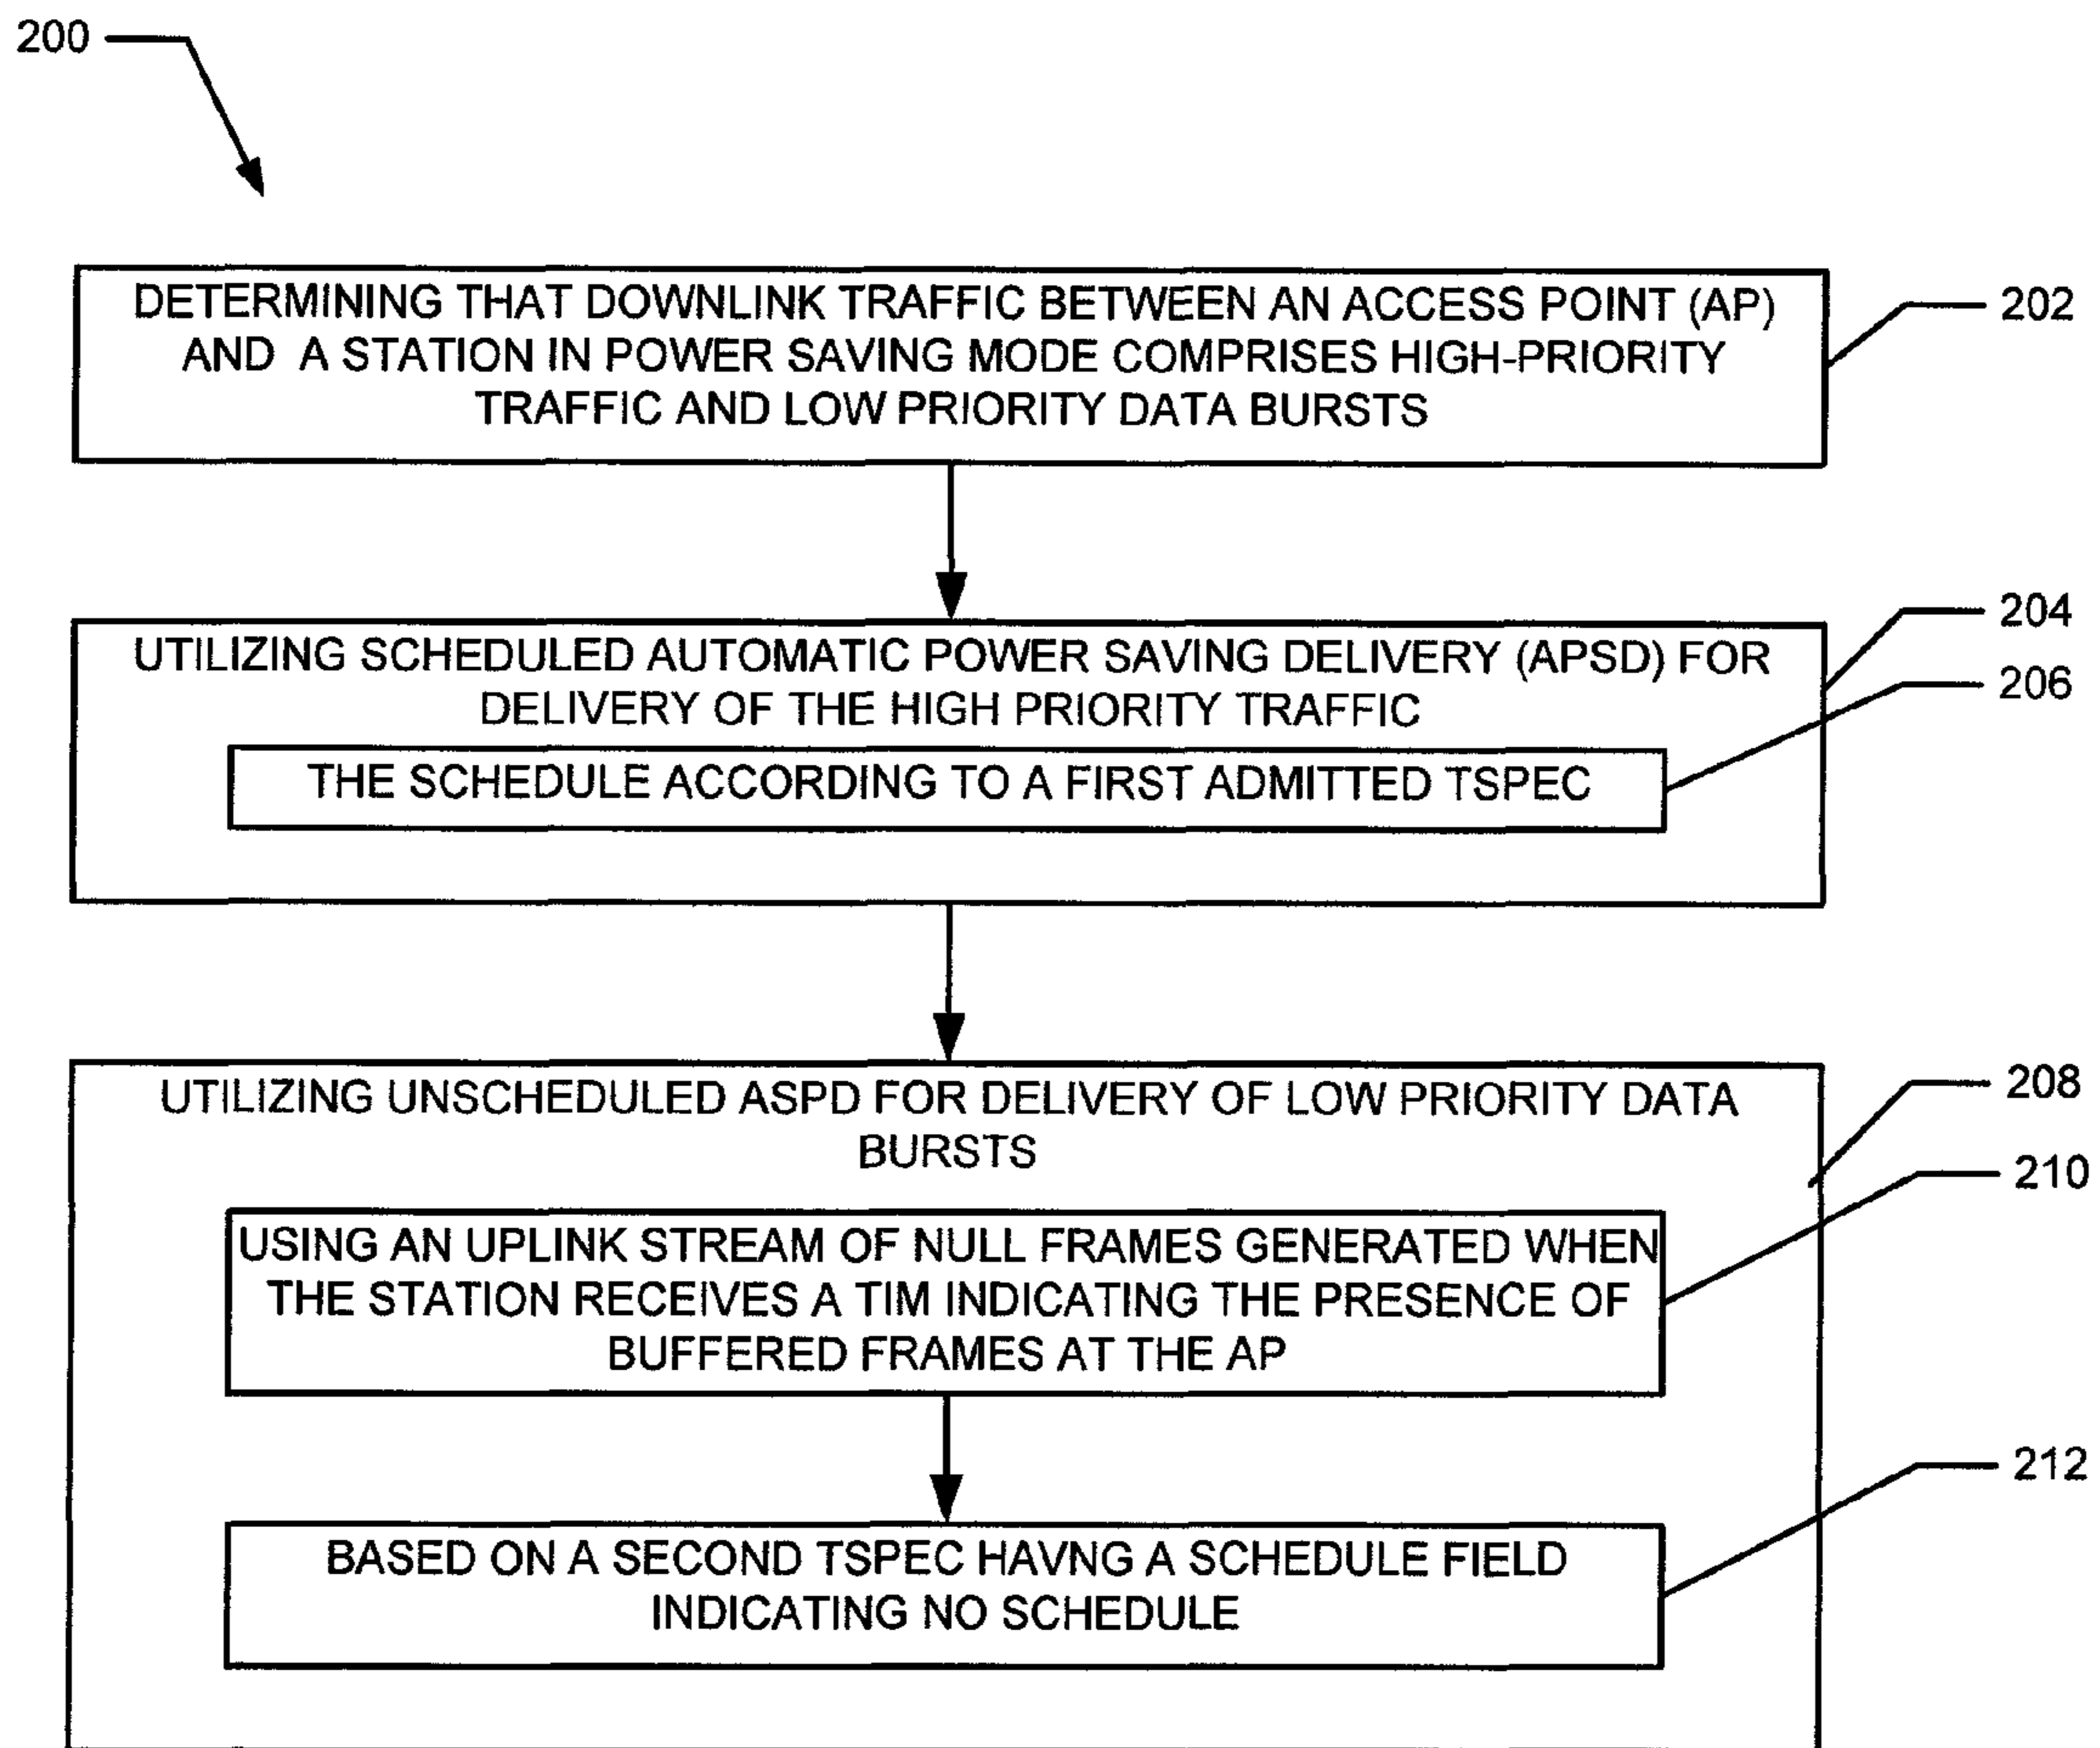 200
DETERMINING THAT DOWNLINK TRAFFIC BETWEEN AN ACCESS POINT (AP)
AND A STATION IN POWER SAVING MODE COMPRISES HIGH-PRIORITY
TRAFFIC AND LOW PRIORITY DATA BURSTS
202
UTILIZING SCHEDULED AUTOMATIC POWER SAVING DELIVERY (APSD) FOR
DELIVERY OF THE HIGH PRIORITY TRAFFIC
204
THE SCHEDULE ACCORDING TO A FIRST ADMITTED TSPEC
206
UTILIZING UNSCHEDULED ASPD FOR DELIVERY OF LOW PRIORITY DATA
BURSTS
208
USING AN UPLINK STREAM OF NULL FRAMES GENERATED WHEN
THE STATION RECEIVES A TIM INDICATING THE PRESENCE OF
BUFFERED FRAMES AT THE AP
210
BASED ON A SECOND TSPEC HAVNG A SCHEDULE FIELD
INDICATING NO SCHEDULE
212